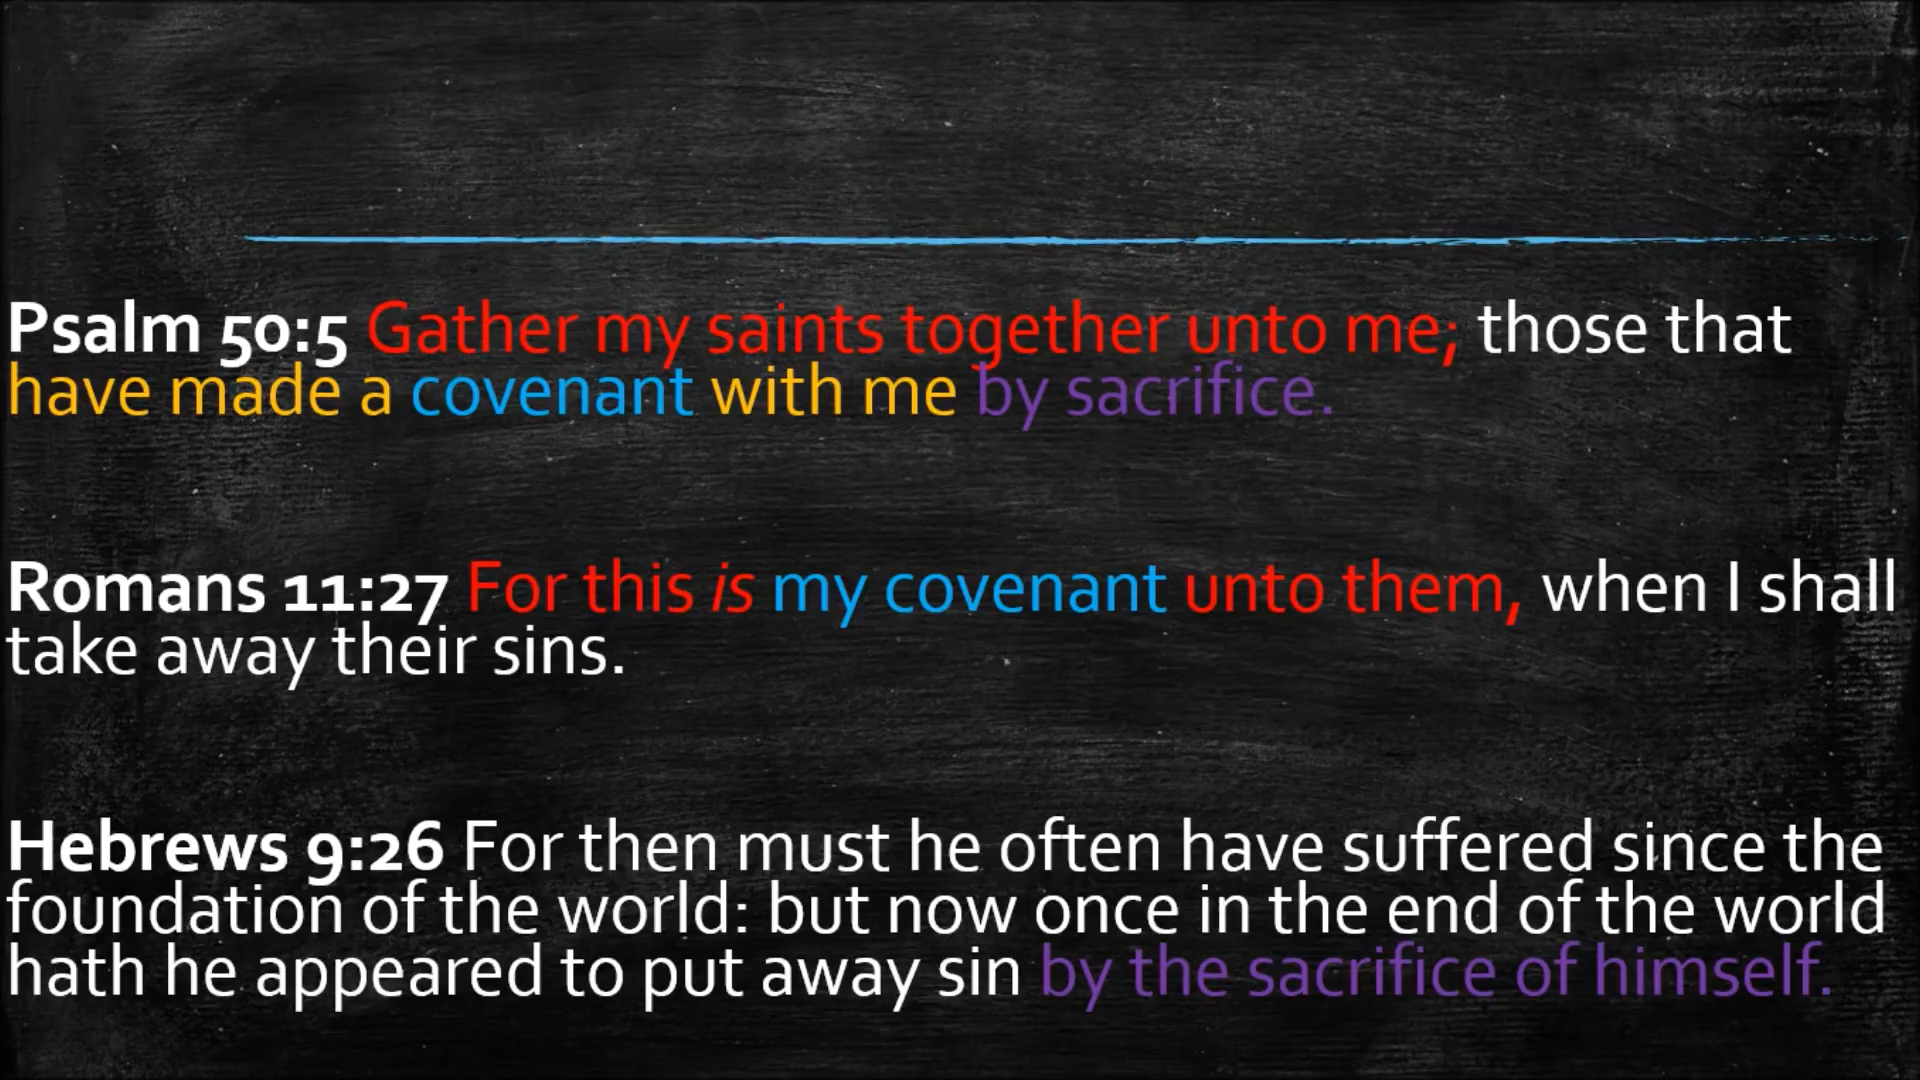 Psalm 50:5 Gather my saints together unto me; those that
have made a covenant with me by sacrifice.
Romans 11:27 For this is my covenant unto them, when I shall
take away their sins.
Hebrews 9:26 For then must he often have suffered since the
foundation of the world: but now once in the end of the world
hath he appeared to put away sin by the sacrifice of himself.